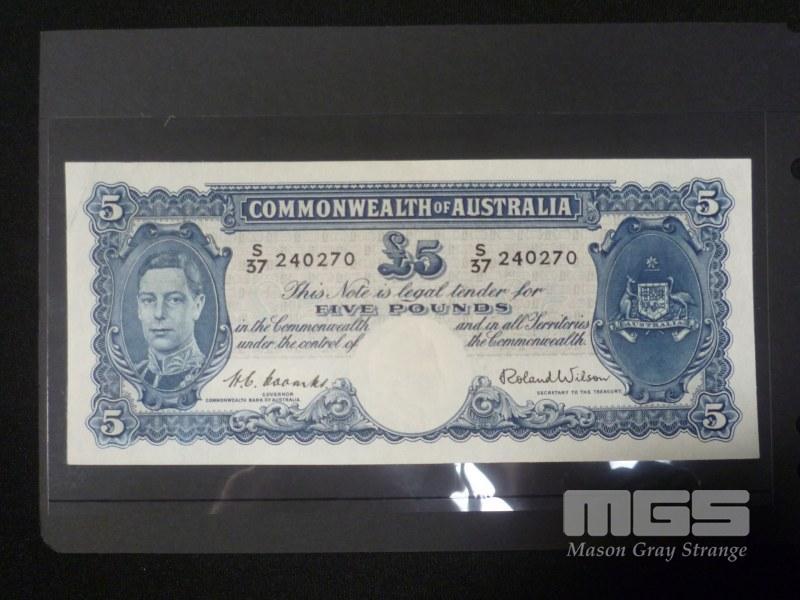 5 COMMONWEALTH OF AUSTRALIA 5
S/37 240270 £5 S/37 240270
This Note is legal tender for
FIVE POUNDS
in the Commonwealth and in all Territories
under the control of the Commonwealth.
AUSTRALIA
Roland Wilson
GOVERNOR
COMMONWEALTH BANK OF AUSTRALIA
SECRETARY TO THE TREASURY
5 5
MGS
Mason Gray Strange